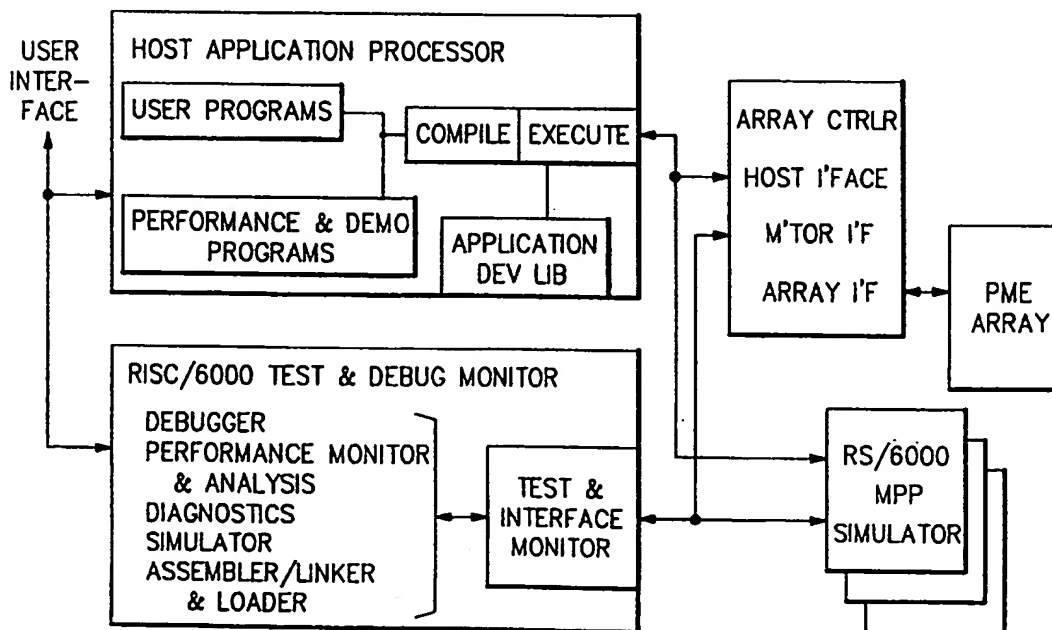 USER
INTER-
FACE
HOST APPLICATION PROCESSOR
USER PROGRAMS
COMPILE
EXECUTE
PERFORMANCE & DEMO
PROGRAMS
APPLICATION
DEV LIB
ARRAY CTRLR
HOST I'FACE
M'TOR I'F
ARRAY I'F
PME
ARRAY
RISC/6000 TEST & DEBUG MONITOR
DEBUGGER
PERFORMANCE MONITOR
& ANALYSIS
DIAGNOSTICS
SIMULATOR
ASSEMBLER/LINKER
& LOADER
TEST &
INTERFACE
MONITOR
RS/6000
MPP
SIMULATOR